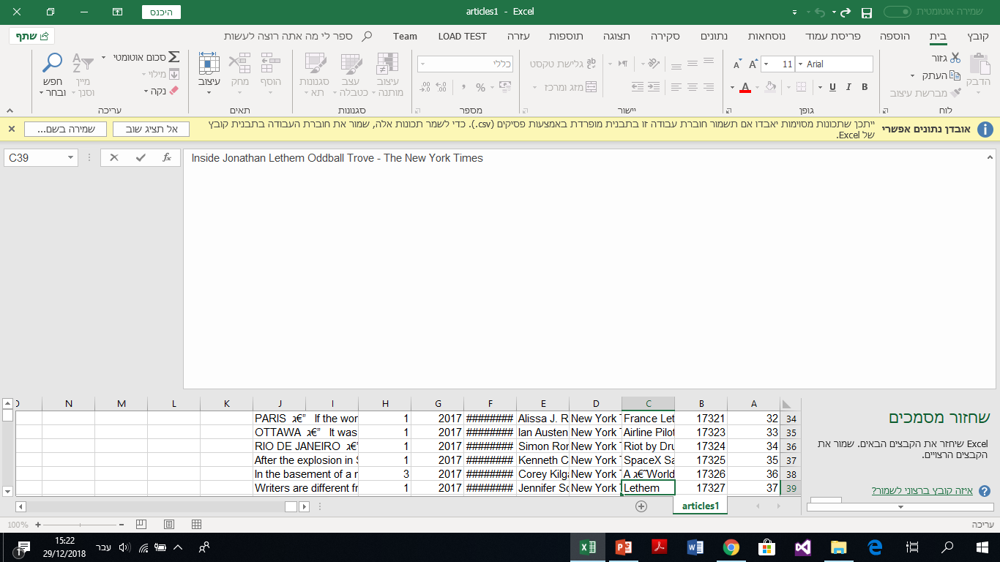 articles1 - Excel
היכנס
שמירה אוטומטית
קובץ בית הוספה פריסת עמוד נוסחאות נתונים סקירה תצוגה תוספות עזרה LOAD TEST Team ספר לי מה אתה רוצה לעשות
שתף
הדבק
גזור
העתק
מברשת עיצוב
לוח
Arial 11
B I U
גופן
גלישת טקסט
מזג ומרכז
יישור
כללי
%
מספר
עיצוב מותנה
עצב כטבלה
סגנונות תא
סגנונות
הוסף
מחק
עיצוב
תאים
סכום אוטומטי
מילוי
נקה
מיין וסנן
חפש ובחר
עריכה
אובדן נתונים אפשרי ייתכן שתכונות מסוימות יאבדו אם תשמור חוברת עבודה זו בתבנית מופרדת באמצעות פסיקים (csv.). כדי לשמר תכונות אלה, שמור את חוברת העבודה בתבנית קובץ
של Excel.
אל תציג שוב
שמירה בשם...
C39
Inside Jonathan Lethem Oddball Trove - The New York Times
N M L K J I H G F E D C B A
PARIS ג€” If the wor 1 2017 ######## Alissa J. R New York T France Let 17321 32 34
OTTAWA ג€” It was 1 2017 ######## Ian Austen New York T Airline Pilot 17323 33 35
RIO DE JANEIRO ג€” 1 2017 ######## Simon Ror New York T Riot by Dru 17324 34 36
After the explosion in S 1 2017 ######## Kenneth C New York T SpaceX Sa 17325 35 37
In the basement of a r 3 2017 ######## Corey Kilga New York T A ג€˜World 17326 36 38
Writers are different fr 1 2017 ######## Jennifer Sc New York T Lethem 17327 37 39
שחזור מסמכים
Excel שיחזר את הקבצים הבאים. שמור את
הקבצים הרצויים.
איזה קובץ ברצוני לשמור?
articles1
עריכה
100%
15:22
29/12/2018
עבר
1